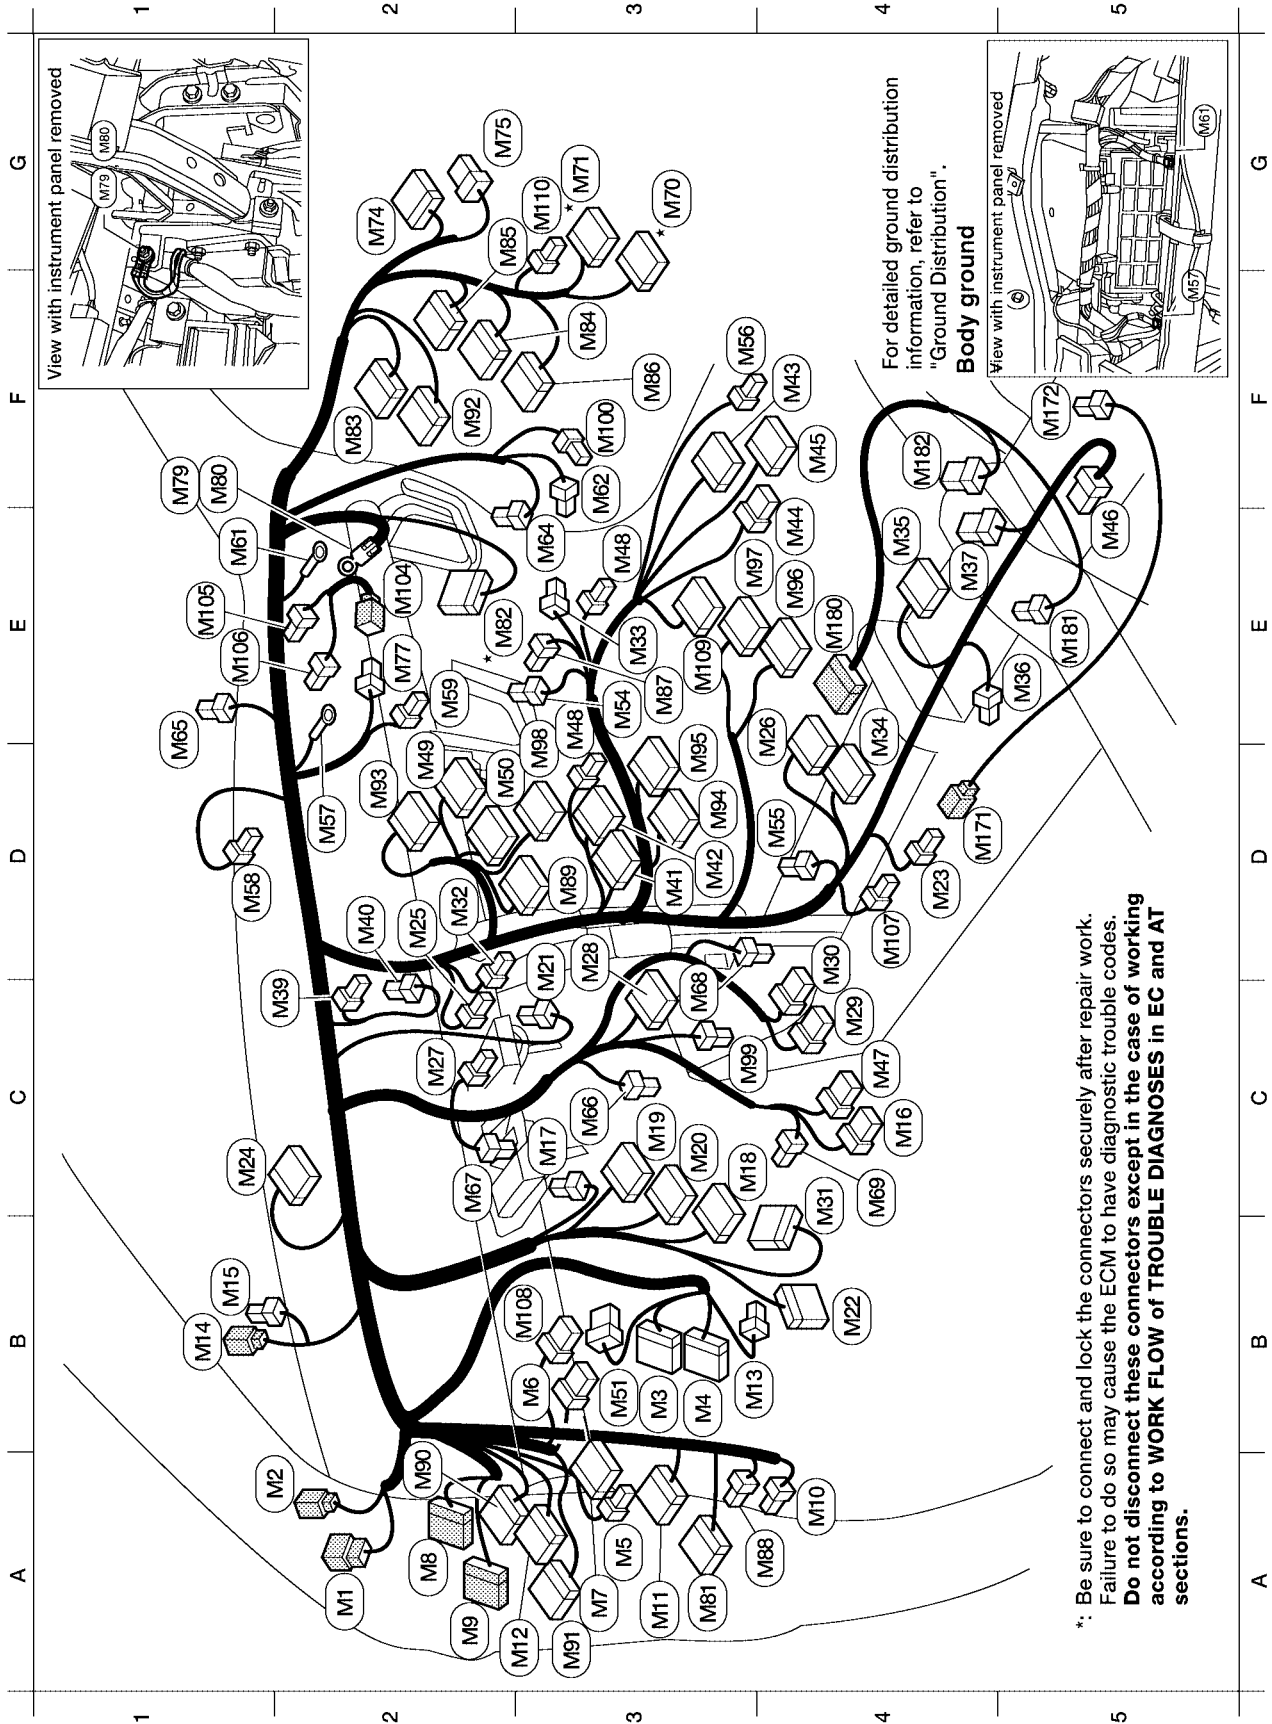 1
2
3
4
5
View with instrument panel removed
M79
M80
G
M74
M75
M85
M110
*
M71
M70
*
M84
M86
For detailed ground distribution
information, refer to
"Ground Distribution".
Body ground
View with instrument panel removed
M57
M61
G
F
M83
M92
M100
M62
M64
M56
M43
M45
M44
M182
M172
M46
F
E
M79
M80
M61
M105
M106
M104
M77
M65
M59
M82
*
M48
M33
M87
M54
M97
M96
M109
M180
M35
M37
M181
M36
E
D
M58
M57
M93
M49
M50
M98
M48
M95
M94
M42
M41
M89
M26
M34
M55
M171
M23
M107
M40
M25
M32
D
C
M39
M21
M28
M68
M30
M29
M27
M99
M47
M66
M16
M24
M67
M17
M19
M20
M18
M69
M31
C
B
M15
M14
M108
M6
M51
M3
M4
M13
M22
B
A
M2
M1
M90
M8
M9
M12
M91
M7
M5
M11
M81
M88
M10
A
*: Be sure to connect and lock the connectors securely after repair work.
Failure to do so may cause the ECM to have diagnostic trouble codes.
Do not disconnect these connectors except in the case of working
according to WORK FLOW of TROUBLE DIAGNOSES in EC and AT
sections.
1
2
3
4
5